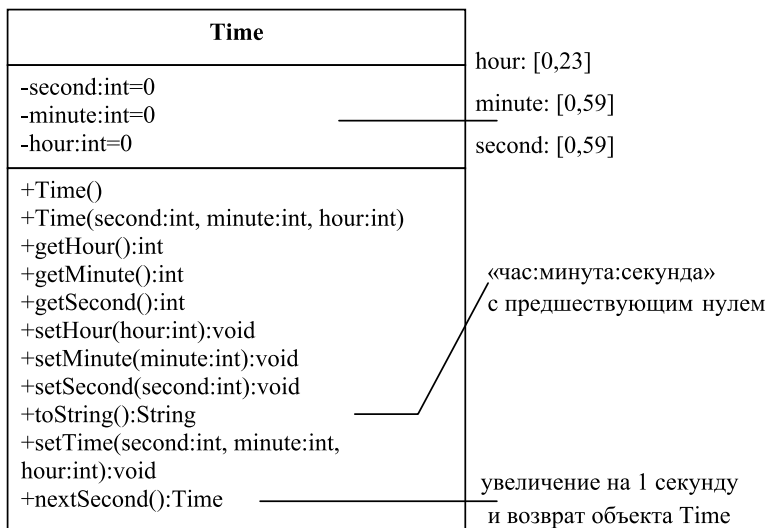 Time
-second:int=0
-minute:int=0
-hour:int=0
hour: [0,23]
minute: [0,59]
second: [0,59]
+Time()
+Time(second:int, minute:int, hour:int)
+getHour():int
+getMinute():int
+getSecond():int
+setHour(hour:int):void
+setMinute(minute:int):void
+setSecond(second:int):void
+toString():String
+setTime(second:int, minute:int,
hour:int):void
+nextSecond():Time
«час:минута:секунда»
с предшествующим нулем
увеличение на 1 секунду
и возврат объекта Time